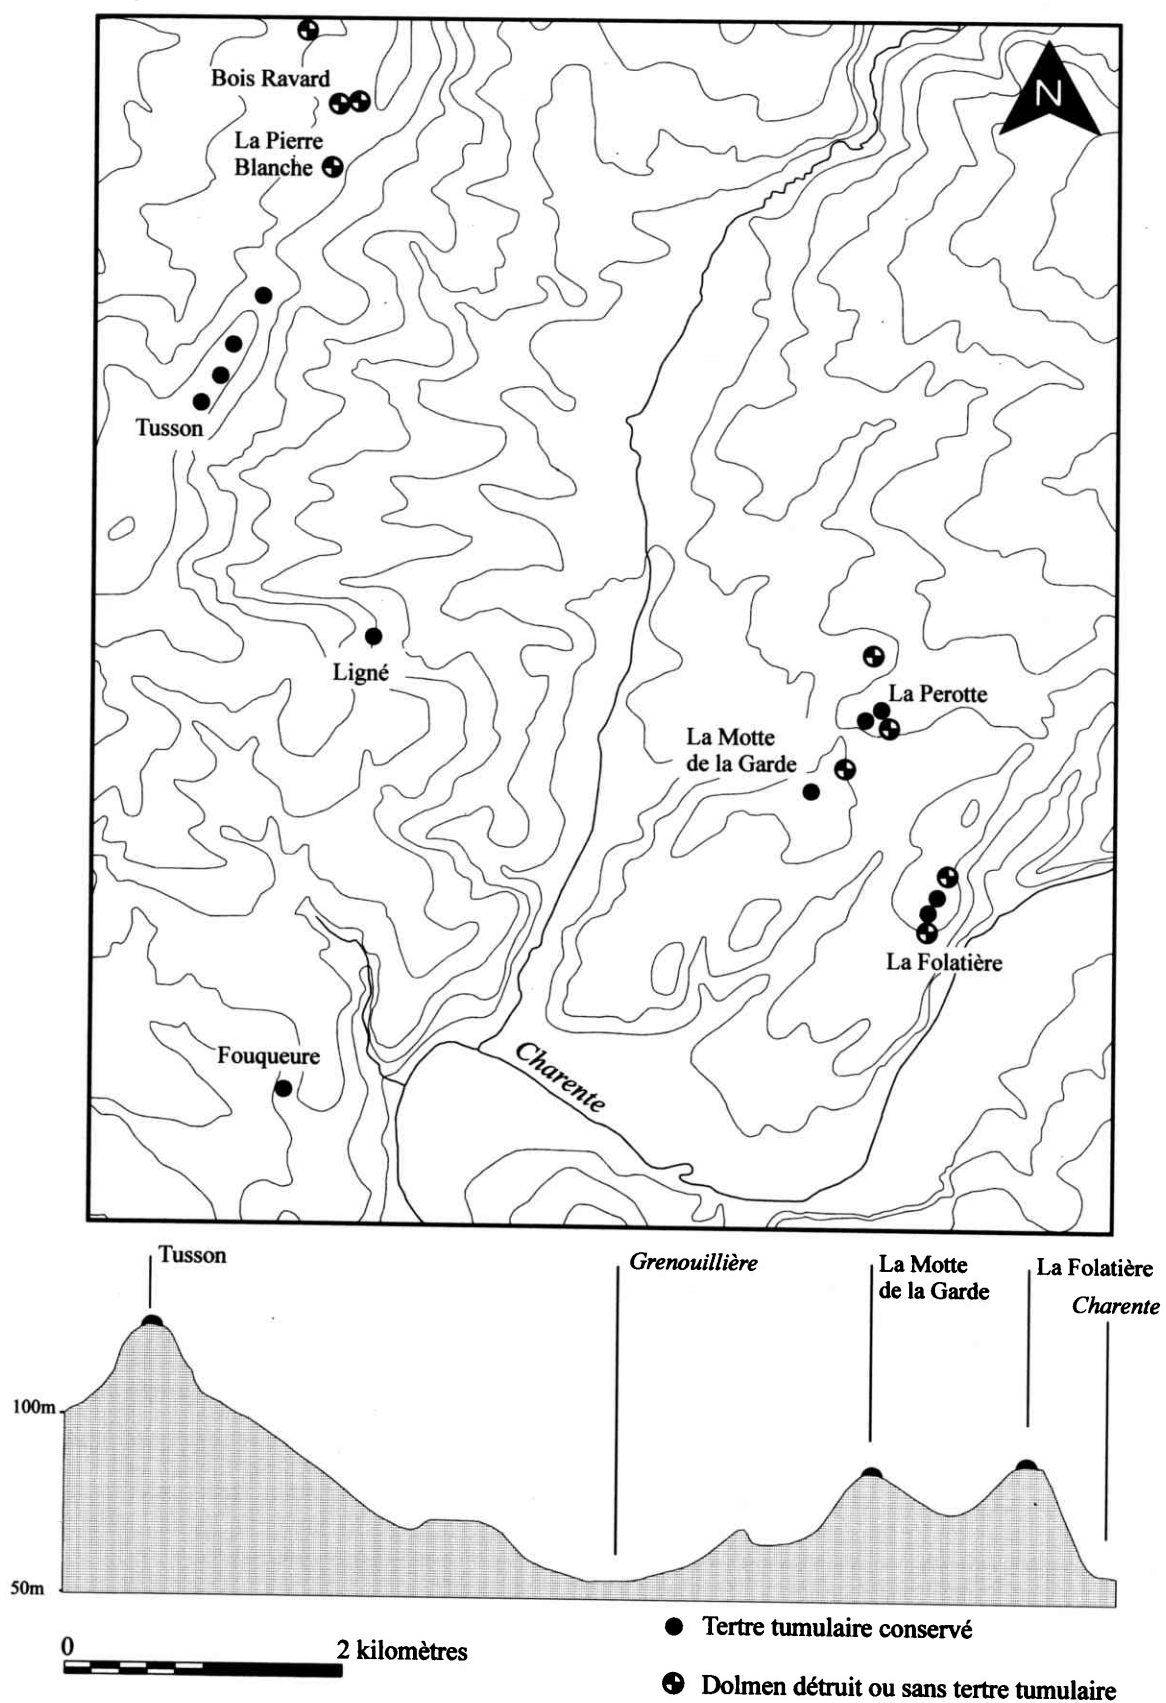 N
Bois Ravard
La Pierre
Blanche
Tusson
Ligné
La Perotte
La Motte
de la Garde
La Folatière
Fouqueure
Charente
Tusson
Grenouillière
La Motte
de la Garde
La Folatière
Charente
100m
50m
0
2 kilomètres
Tertre tumulaire conservé
Dolmen détruit ou sans tertre tumulaire